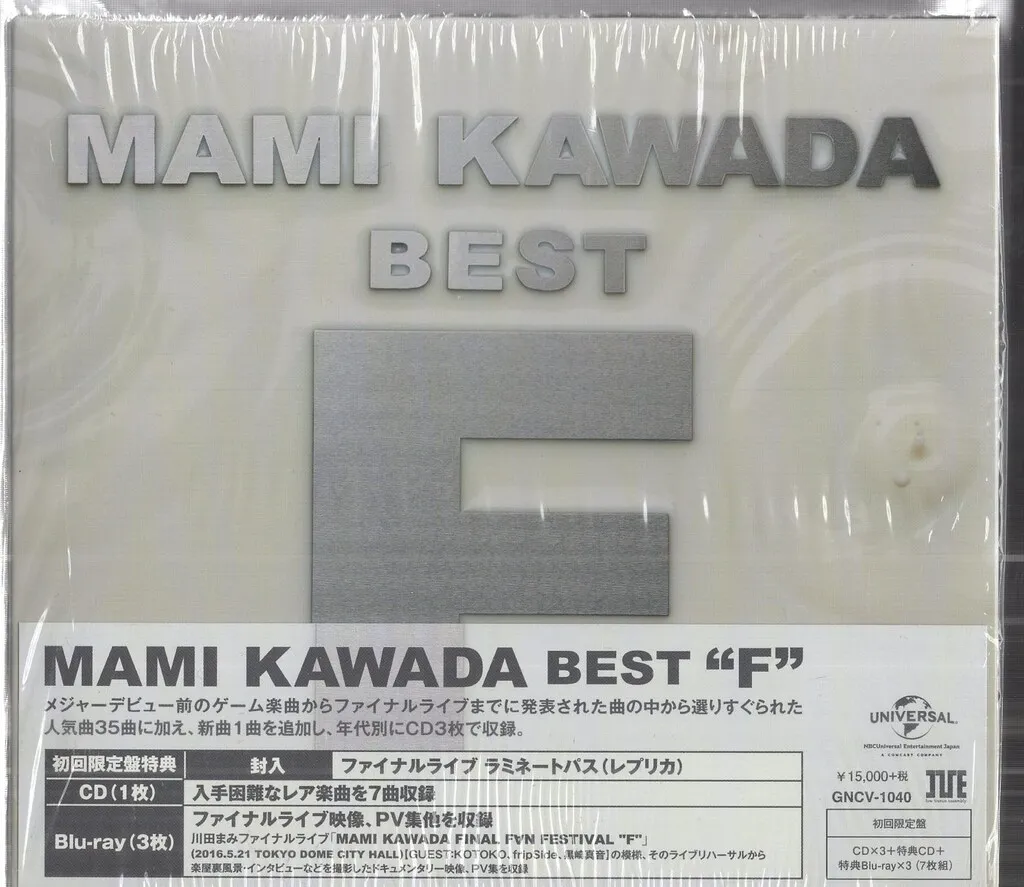 MAMI KAWADA
BEST
F
MAMI KAWADA BEST “F”
メジャーデビュー前のゲーム楽曲からファイナルライブまでに発表された曲の中から選りすぐられた
人気曲35曲に加え、新曲1曲を追加し、年代別にCD3枚で収録。
初回限定盤特典 封入 ファイナルライブ ラミネートパス（レプリカ）
CD（1枚） 入手困難なレア楽曲を7曲収録
Blu-ray（3枚） ファイナルライブ映像、PV集他を収録
川田まみファイナルライブ「MAMI KAWADA FINAL F∀N FESTIVAL "F"」
(2016.5.21 TOKYO DOME CITY HALL)[GUEST:KOTOKO、fripSide、黒崎真音]の模様、そのライブリハーサルから
楽屋裏風景・インタビューなどを撮影したドキュメンタリー映像、PV集を収録
UNIVERSAL
NBCUniversal Entertainment Japan
A COMCAST COMPANY
￥15,000+税
GNCV-1040
初回限定盤
CD×3＋特典CD＋
特典Blu-ray×3（7枚組）